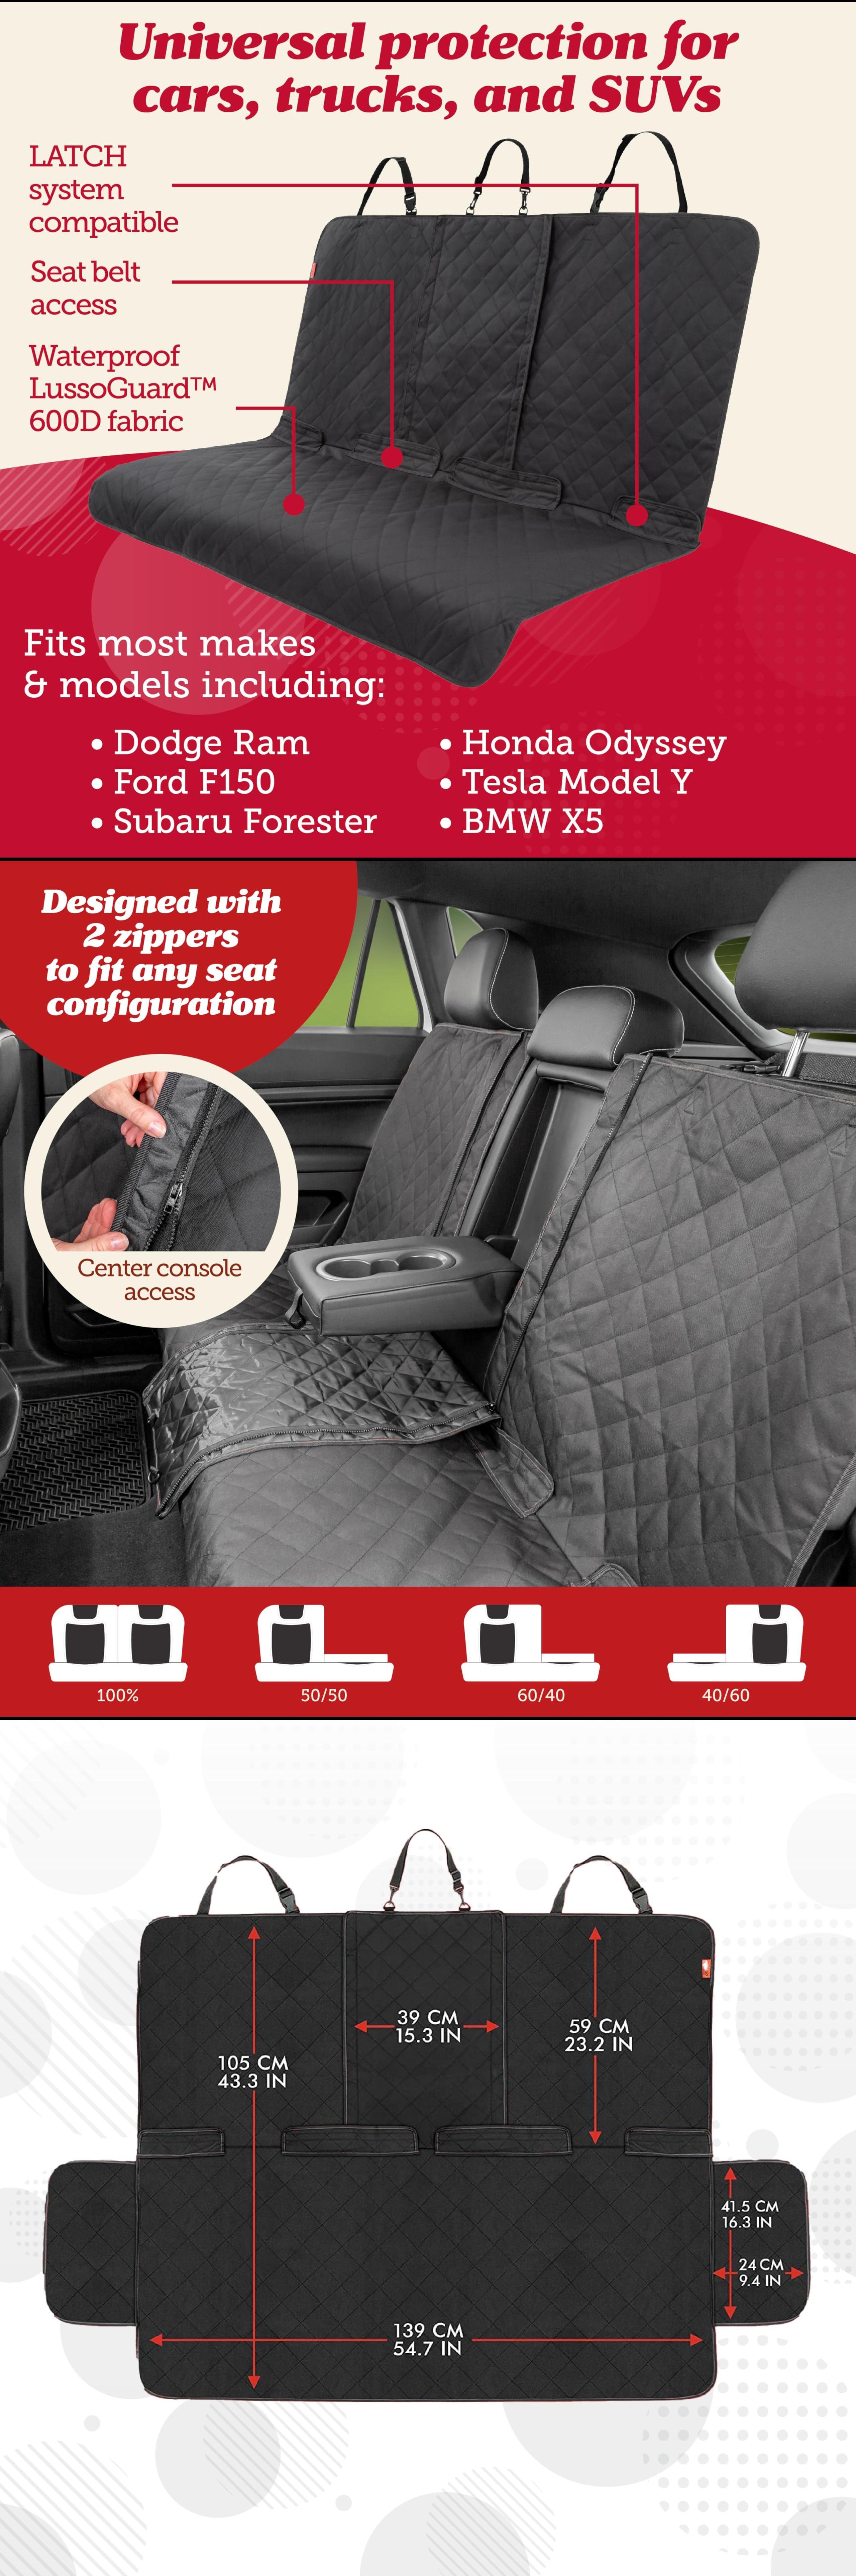 Universal protection for
cars, trucks, and SUVs
LATCH
system
compatible
Seat belt
access
Waterproof
LussoGuard™
600D fabric
Fits most makes
& models including:
• Dodge Ram
• Ford F150
• Subaru Forester
• Honda Odyssey
• Tesla Model Y
• BMW X5
Designed with
2 zippers
to fit any seat
configuration
Center console
access
100%
50/50
60/40
40/60
39 CM
15.3 IN
59 CM
23.2 IN
105 CM
43.3 IN
41.5 CM
16.3 IN
24 CM
9.4 IN
139 CM
54.7 IN